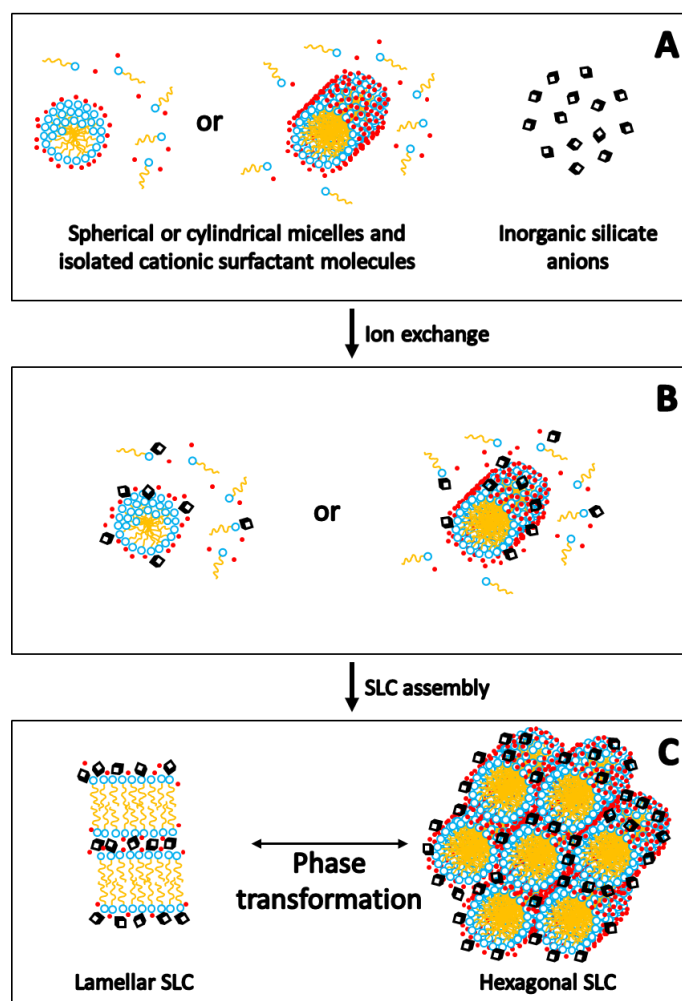 A
or
Spherical or cylindrical micelles and
isolated cationic surfactant molecules
Inorganic silicate
anions
Ion exchange
B
or
SLC assembly
C
Phase
transformation
Lamellar SLC
Hexagonal SLC